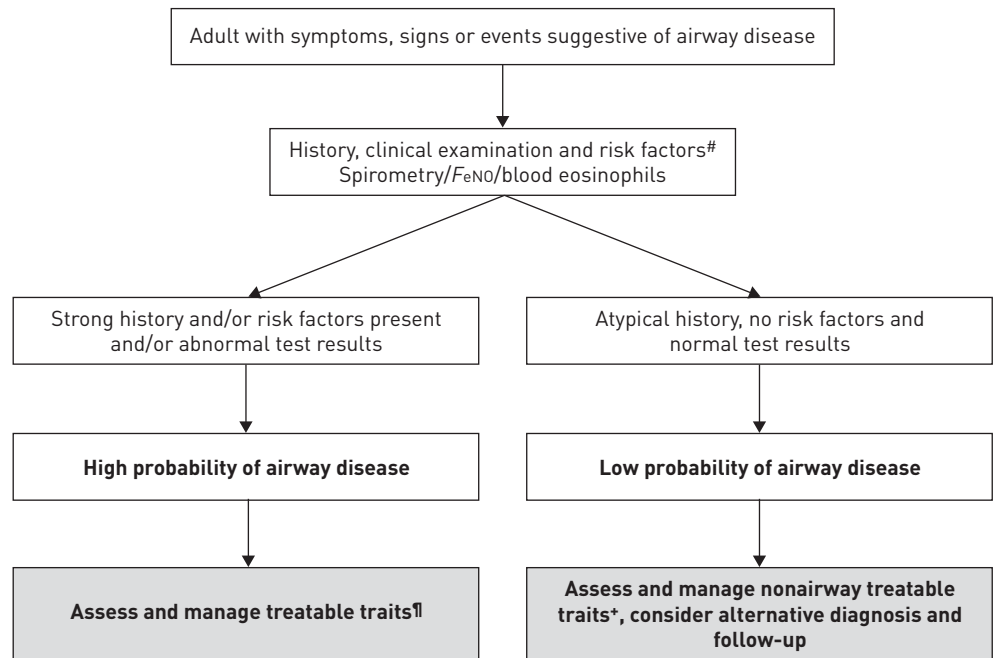 Adult with symptoms, signs or events suggestive of airway disease
History, clinical examination and risk factors#
Spirometry/FeNO/blood eosinophils
Strong history and/or risk factors present
and/or abnormal test results
Atypical history, no risk factors and
normal test results
High probability of airway disease
Low probability of airway disease
Assess and manage treatable traits¶
Assess and manage nonairway treatable
traits+, consider alternative diagnosis and
follow-up